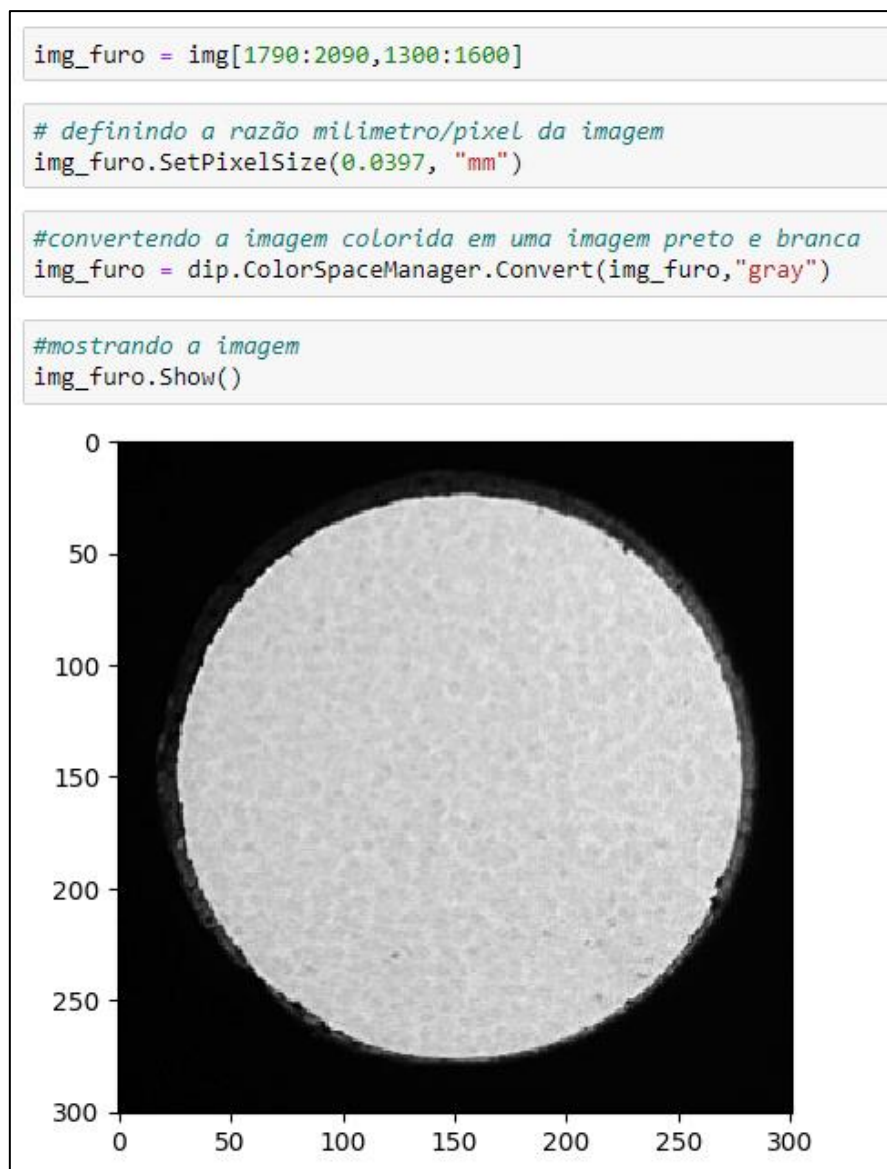 img_furo = img[1790:2090,1300:1600]
# definindo a razão milimetro/pixel da imagem
img_furo.SetPixelSize(0.0397, "mm")
#convertendo a imagem colorida em uma imagem preto e branca
img_furo = dip.ColorSpaceManager.Convert(img_furo,"gray")
#mostrando a imagem
img_furo.Show()
0
50
100
150
200
250
300
0 50 100 150 200 250 300